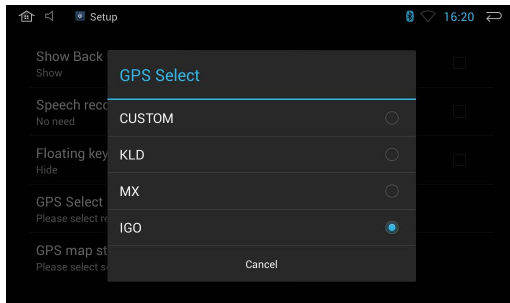 Setup
16:20
Show Back
Show
Speech reco
No need
Floating key
Hide
GPS Select
Please select re
GPS map st
Please select s
GPS Select
CUSTOM
KLD
MX
IGO
Cancel